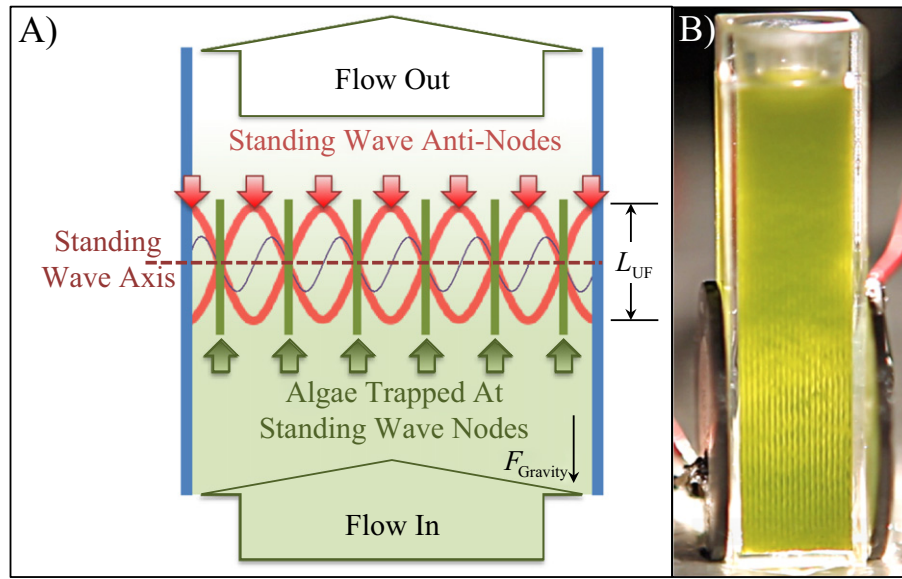 A)
B)
Flow Out
Standing Wave Anti-Nodes
Standing
Wave Axis
L_UF
Algae Trapped At
Standing Wave Nodes
F_Gravity
Flow In